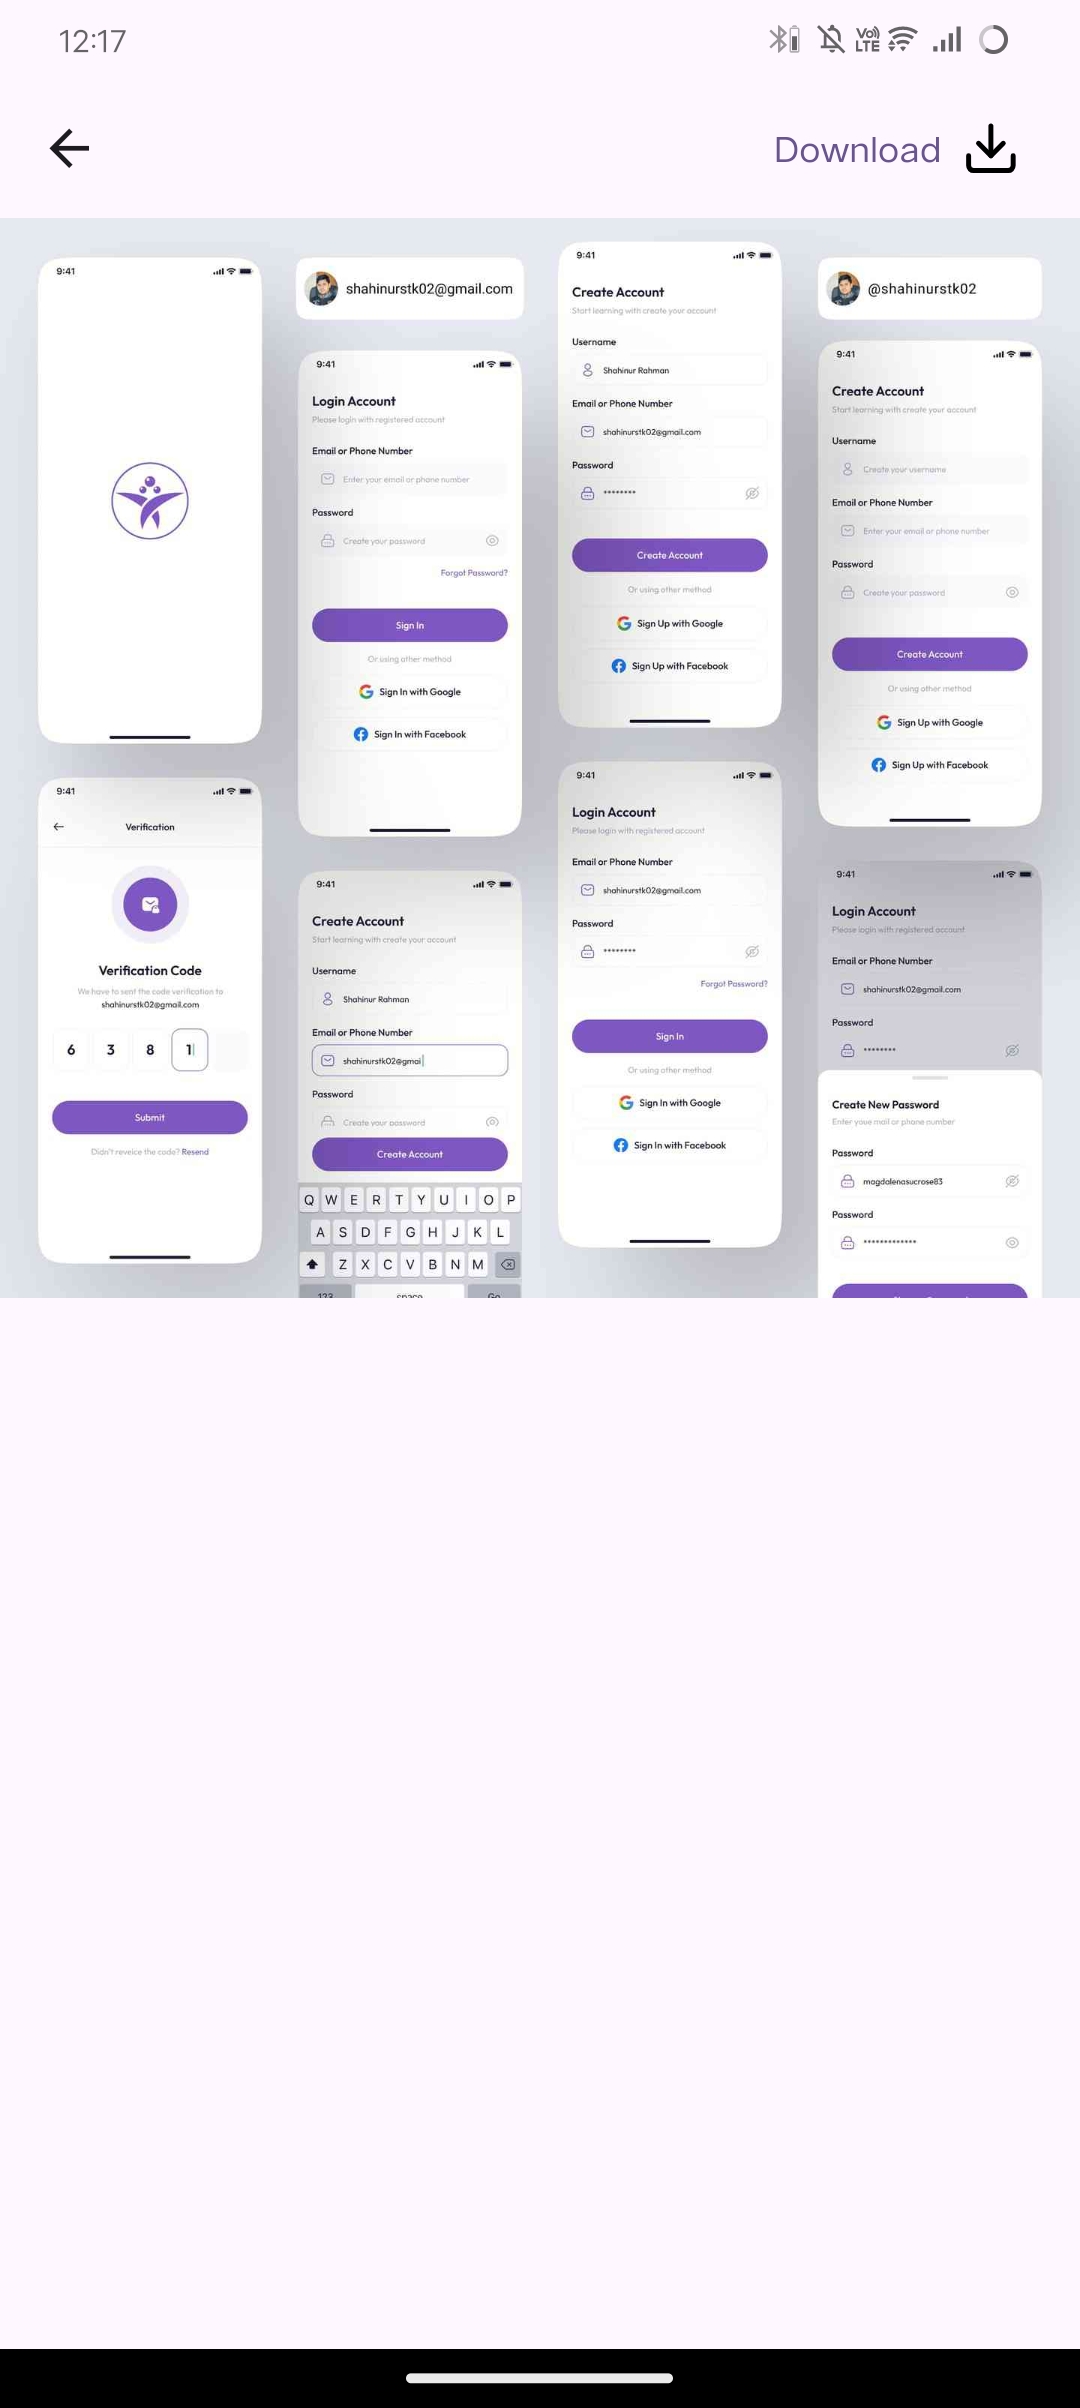 12:17
Vo))
LTE
Download
9:41
shahinurstk02@gmail.com
9:41
Login Account
Please login with registered account
Email or Phone Number
Enter your email or phone number
Password
Create your password
Forgot Password?
Sign In
Or using other method
Sign In with Google
Sign In with Facebook
9:41
Create Account
Start learning with create your account
Username
Shahinur Rahman
Email or Phone Number
shahinurstk02@gmail.com
Password
********
Create Account
Or using other method
Sign Up with Google
Sign Up with Facebook
@shahinurstk02
9:41
Create Account
Start learning with create your account
Username
Create your username
Email or Phone Number
Enter your email or phone number
Password
Create your password
Create Account
Or using other method
Sign Up with Google
Sign Up with Facebook
9:41
Verification
Verification Code
We have to sent the code verification to
shahinurstk02@gmail.com
6 3 8 1
Submit
Didn't reveice the code? Resend
9:41
Create Account
Start learning with create your account
Username
Shahinur Rahman
Email or Phone Number
shahinurstk02@gmai
Password
Create your password
Create Account
Q W E R T Y U I O P
A S D F G H J K L
Z X C V B N M
123 space Go
9:41
Login Account
Please login with registered account
Email or Phone Number
shahinurstk02@gmail.com
Password
********
Forgot Password?
Sign In
Or using other method
Sign In with Google
Sign In with Facebook
9:41
Login Account
Please login with registered account
Email or Phone Number
shahinurstk02@gmail.com
Password
********
Create New Password
Enter your mail or phone number
Password
magdalenasucrose83
Password
*************